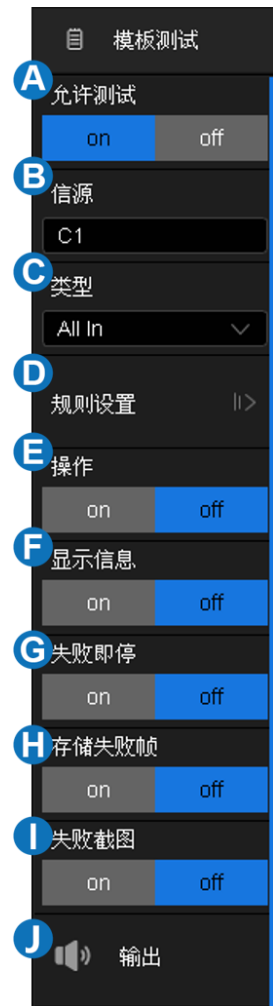 模板测试
A
允许测试
on off
B
信源
C1
C
类型
All In
D
规则设置
E
操作
on off
F
显示信息
on off
G
失败即停
on off
H
存储失败帧
on off
I
失败截图
on off
J
输出